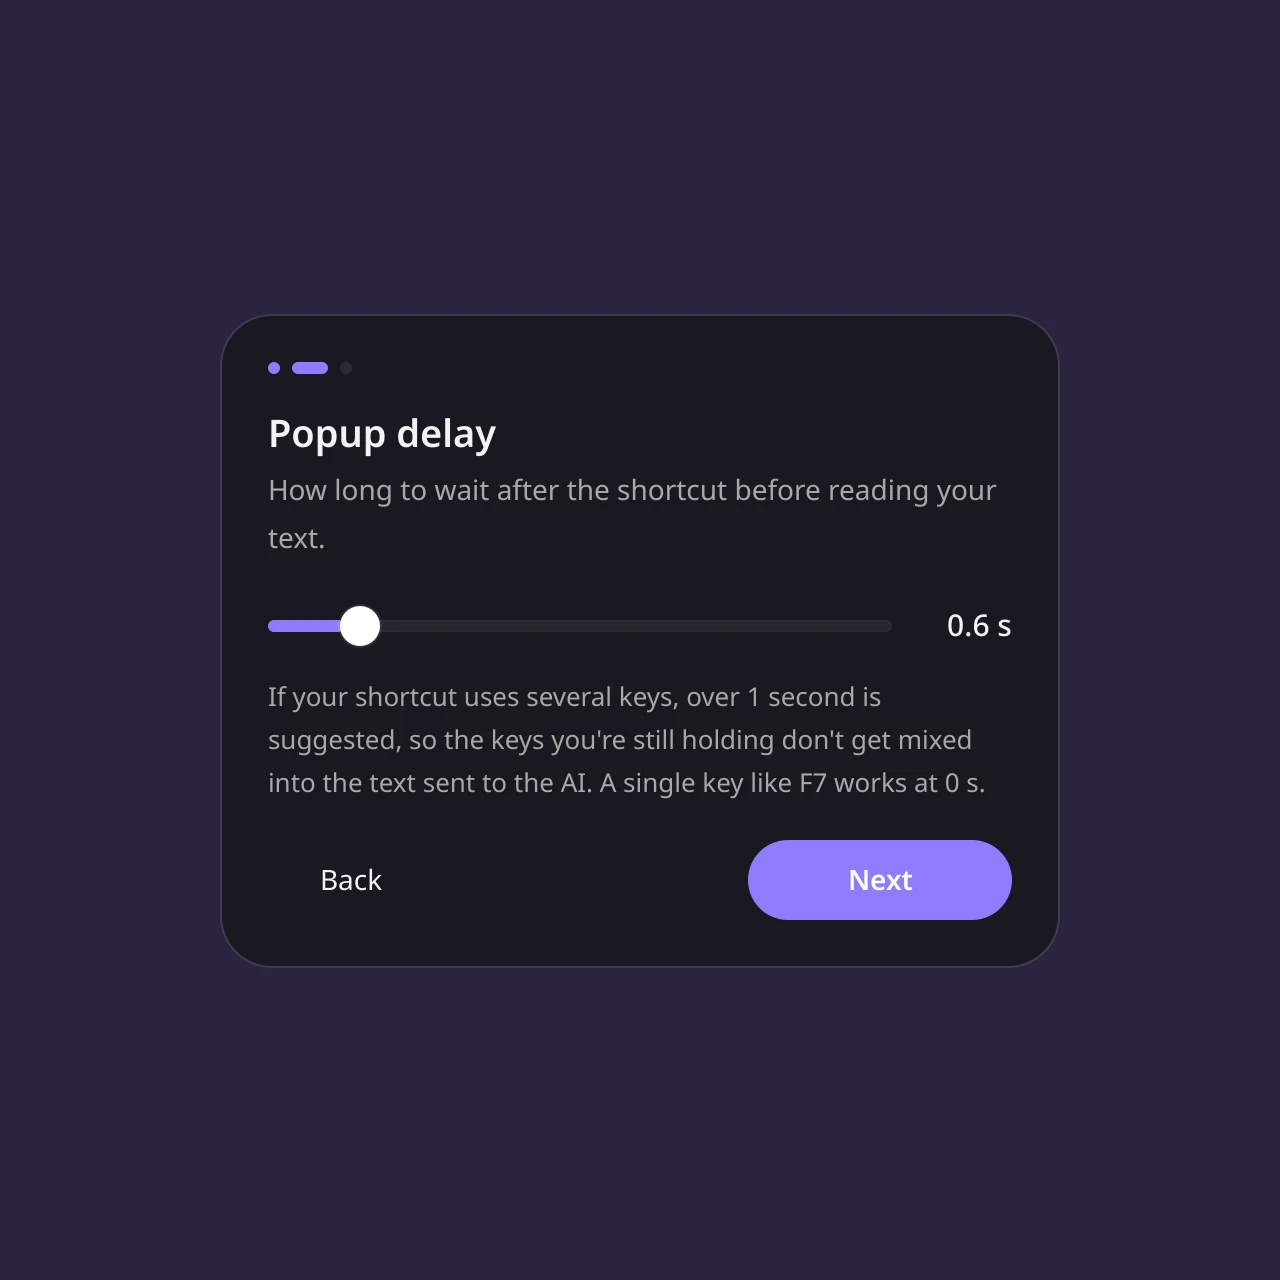 Popup delay
How long to wait after the shortcut before reading your
text.
0.6 s
If your shortcut uses several keys, over 1 second is
suggested, so the keys you're still holding don't get mixed
into the text sent to the AI. A single key like F7 works at 0 s.
Back
Next